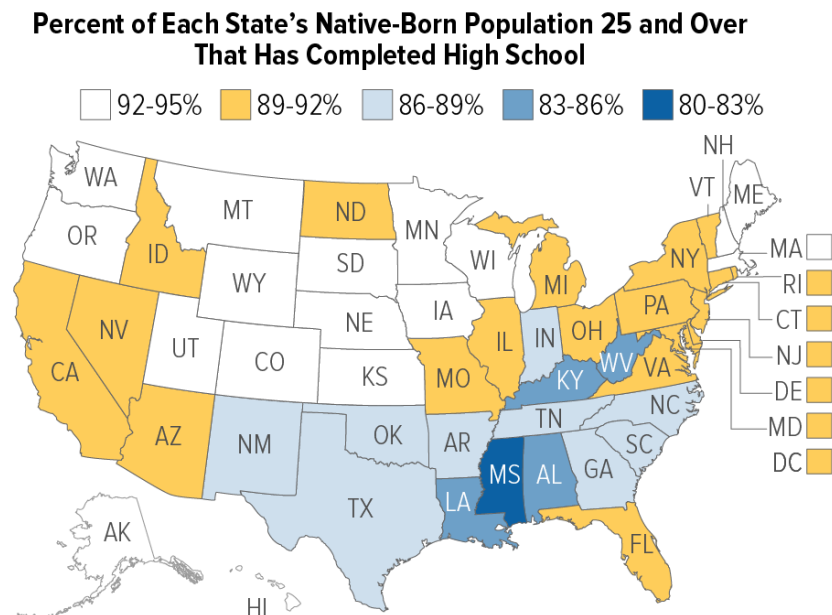 Percent of Each State’s Native-Born Population 25 and Over
That Has Completed High School
92-95% 89-92% 86-89% 83-86% 80-83%
NH
WA
VT
ME
MT
ND
MN
OR
MA
ID
SD
WI
NY
WY
MI
RI
IA
PA
CT
NV
NE
IL
IN
OH
NJ
UT
CO
WV
VA
CA
KS
MO
KY
DE
NC
MD
AZ
NM
OK
AR
TN
SC
DC
MS
AL
GA
TX
LA
AK
FL
HI